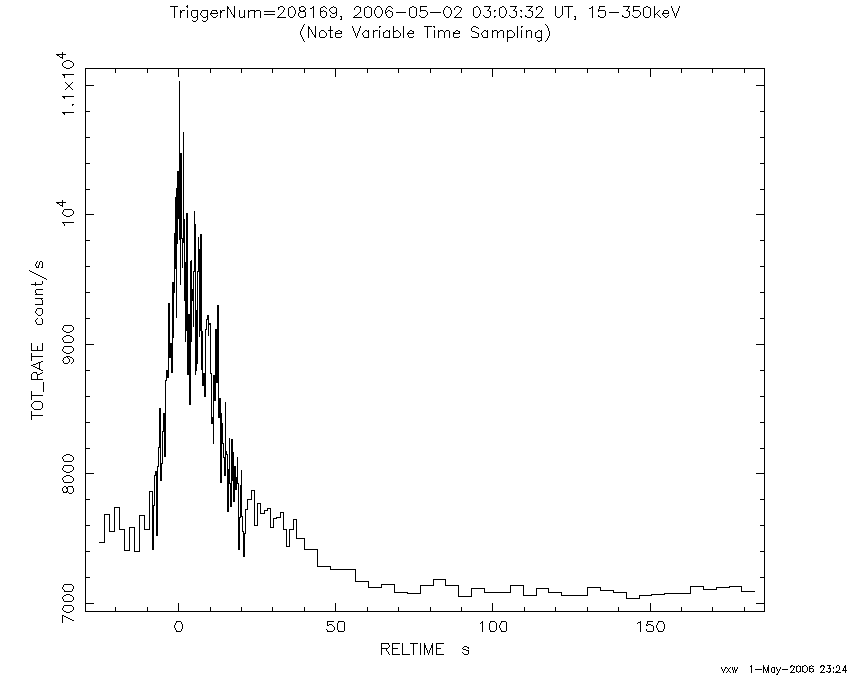 TriggerNum=208169, 2006-05-02 03:03:32 UT, 15-350keV
(Note Variable Time Sampling)
1.1×10⁴
10⁴
9000
8000
7000
TOT_RATE count/s
0 50 100 150
RELTIME s
vxw 1-May-2006 23:24